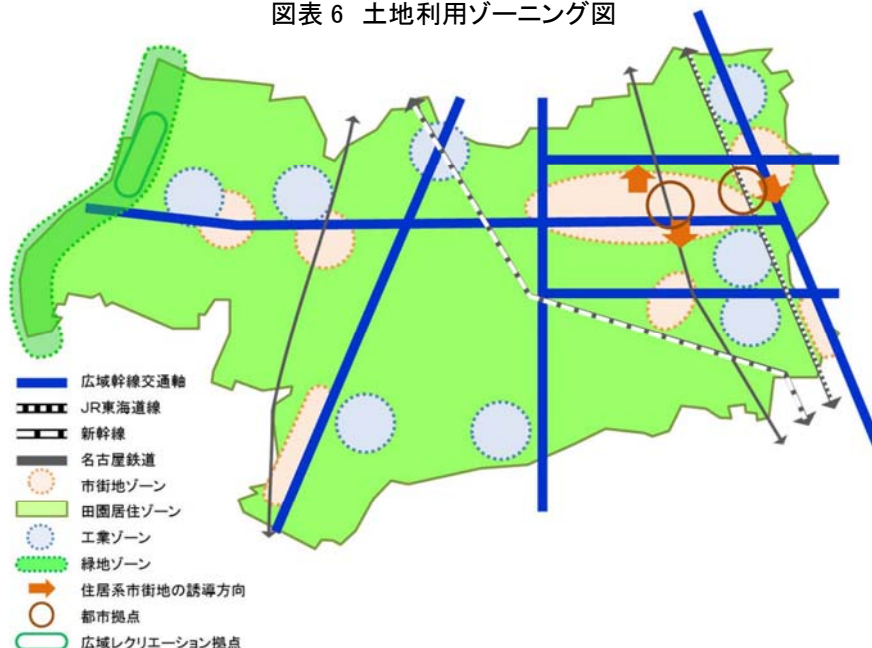 図表 6 土地利用ゾーニング図
広域幹線交通軸
JR東海道線
新幹線
名古屋鉄道
市街地ゾーン
田園居住ゾーン
工業ゾーン
緑地ゾーン
住居系市街地の誘導方向
都市拠点
広域レクリエーション拠点